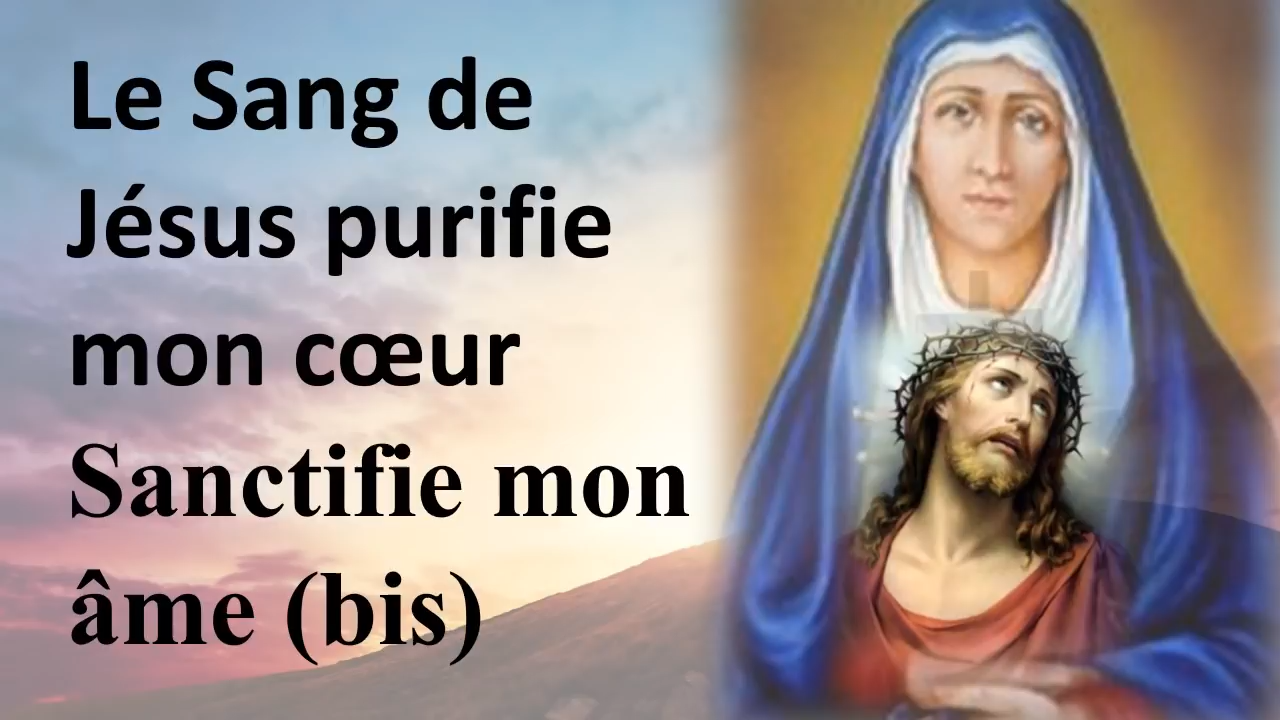 Le Sang de
Jésus purifie
mon cœur
Sanctifie mon
âme (bis)